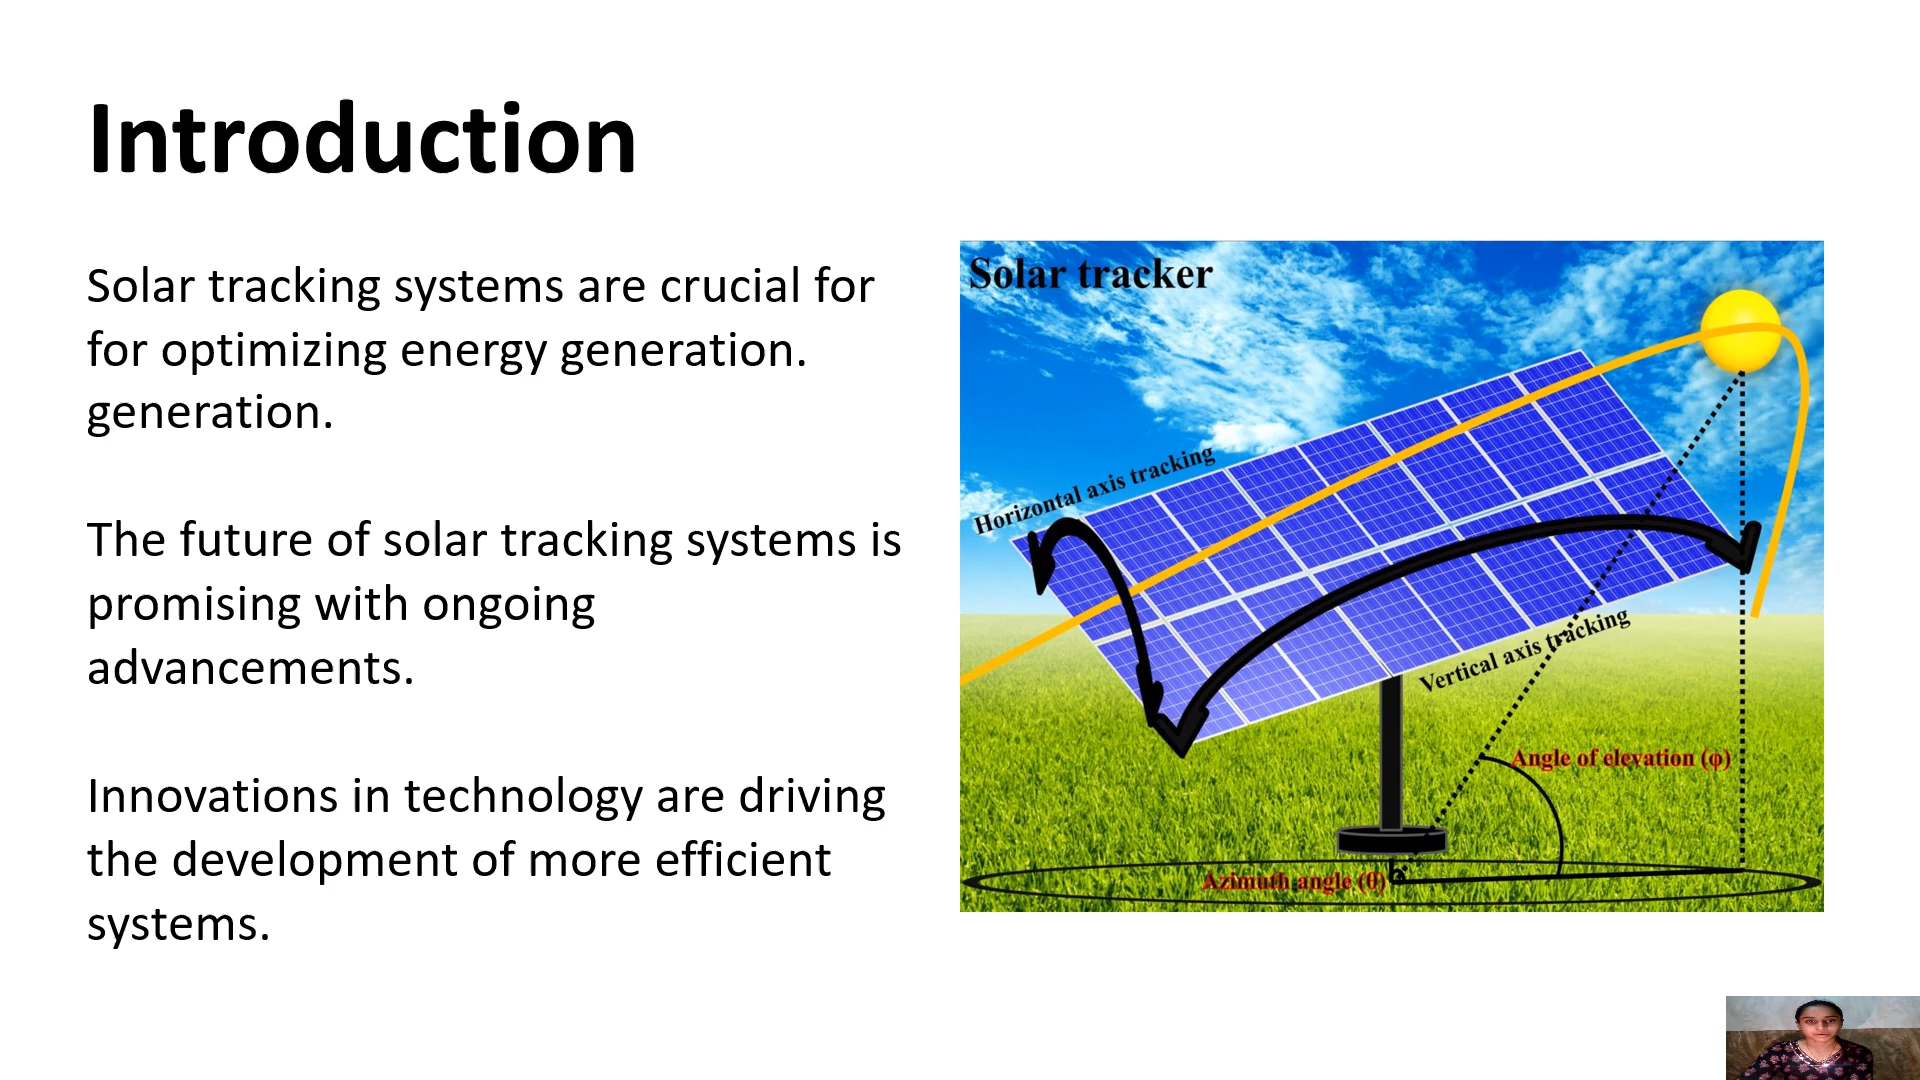 Introduction
Solar tracking systems are crucial for
for optimizing energy generation.
generation.
The future of solar tracking systems is
promising with ongoing
advancements.
Innovations in technology are driving
the development of more efficient
systems.
Solar tracker
Horizontal axis tracking
Vertical axis tracking
Angle of elevation (φ)
Azimuth angle (θ)